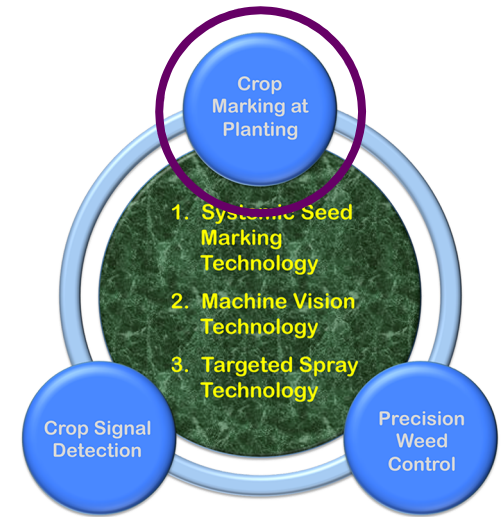 Crop
Marking at
Planting
1. Systemic Seed
Marking
Technology
2. Machine Vision
Technology
3. Targeted Spray
Technology
Crop Signal
Detection
Precision
Weed
Control